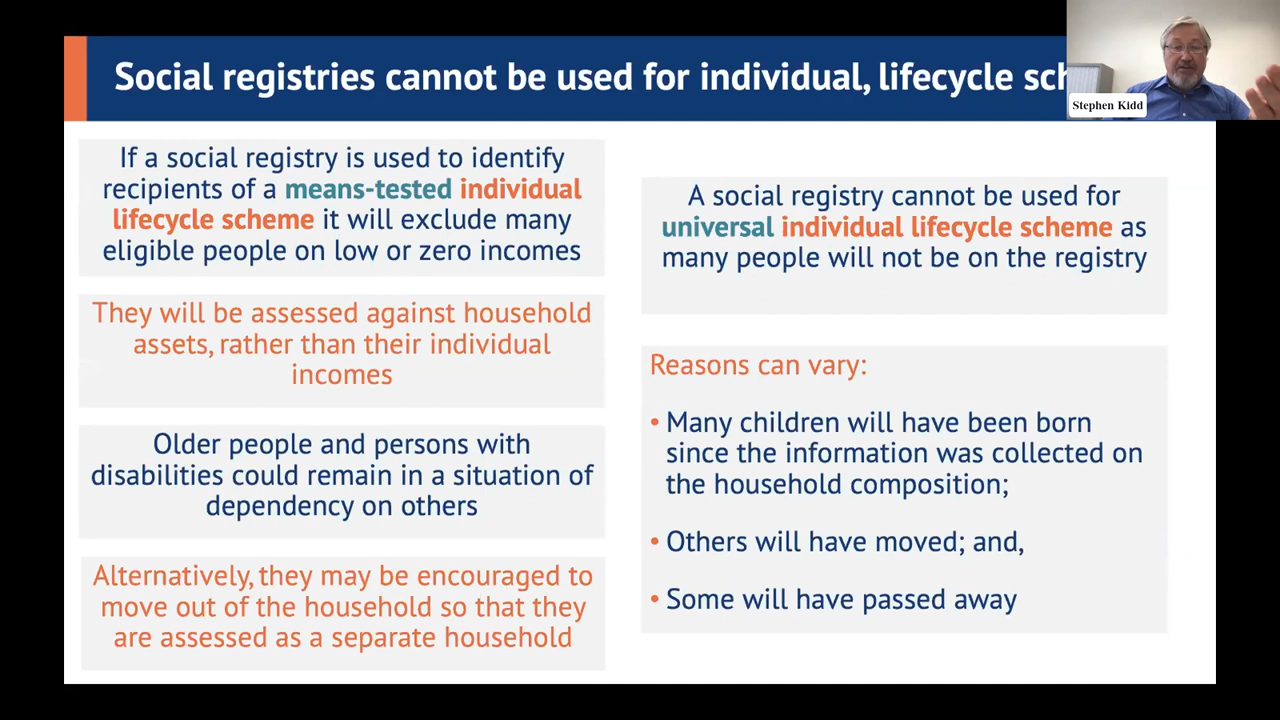 Social registries cannot be used for individual, lifecycle
Stephen Kidd
If a social registry is used to identify
recipients of a means-tested individual
lifecycle scheme it will exclude many
eligible people on low or zero incomes
They will be assessed against household
assets, rather than their individual
incomes
Older people and persons with
disabilities could remain in a situation of
dependency on others
Alternatively, they may be encouraged to
move out of the household so that they
are assessed as a separate household
A social registry cannot be used for
universal individual lifecycle scheme as
many people will not be on the registry
Reasons can vary:
• Many children will have been born
since the information was collected on
the household composition;
• Others will have moved; and,
• Some will have passed away